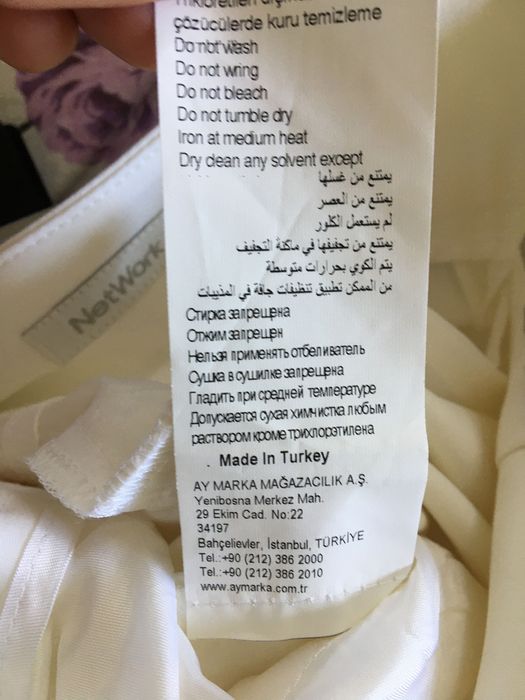 çözücülerde kuru temizleme
Do not wash
Do not wring
Do not bleach
Do not tumble dry
Iron at medium heat
Dry clean any solvent except
يمتنع من غسلها
يمتنع من العصر
لم يستعمل الكلور
يمتنع من تجفيفها في ماكنة التجفيف
يتم الكوي بحرارات متوسطة
من الممكن تطبيق تنظيفات جافة في المذيبات
Стирка запрещена
Отжим запрещен
Нельзя применять отбеливатель
Сушка в сушилке запрещена
Гладить при средней температуре
Допускается сухая химчистка любым
раствором кроме трихлорэтилена
. Made In Turkey
AY MARKA MAĞAZACILIK A.Ş.
Yenibosna Merkez Mah.
29 Ekim Cad. No:22
34197
Bahçelievler, İstanbul, TÜRKİYE
Tel.:+90 (212) 386 2000
Tel.:+90 (212) 386 2010
www.aymarka.com.tr
NetWork